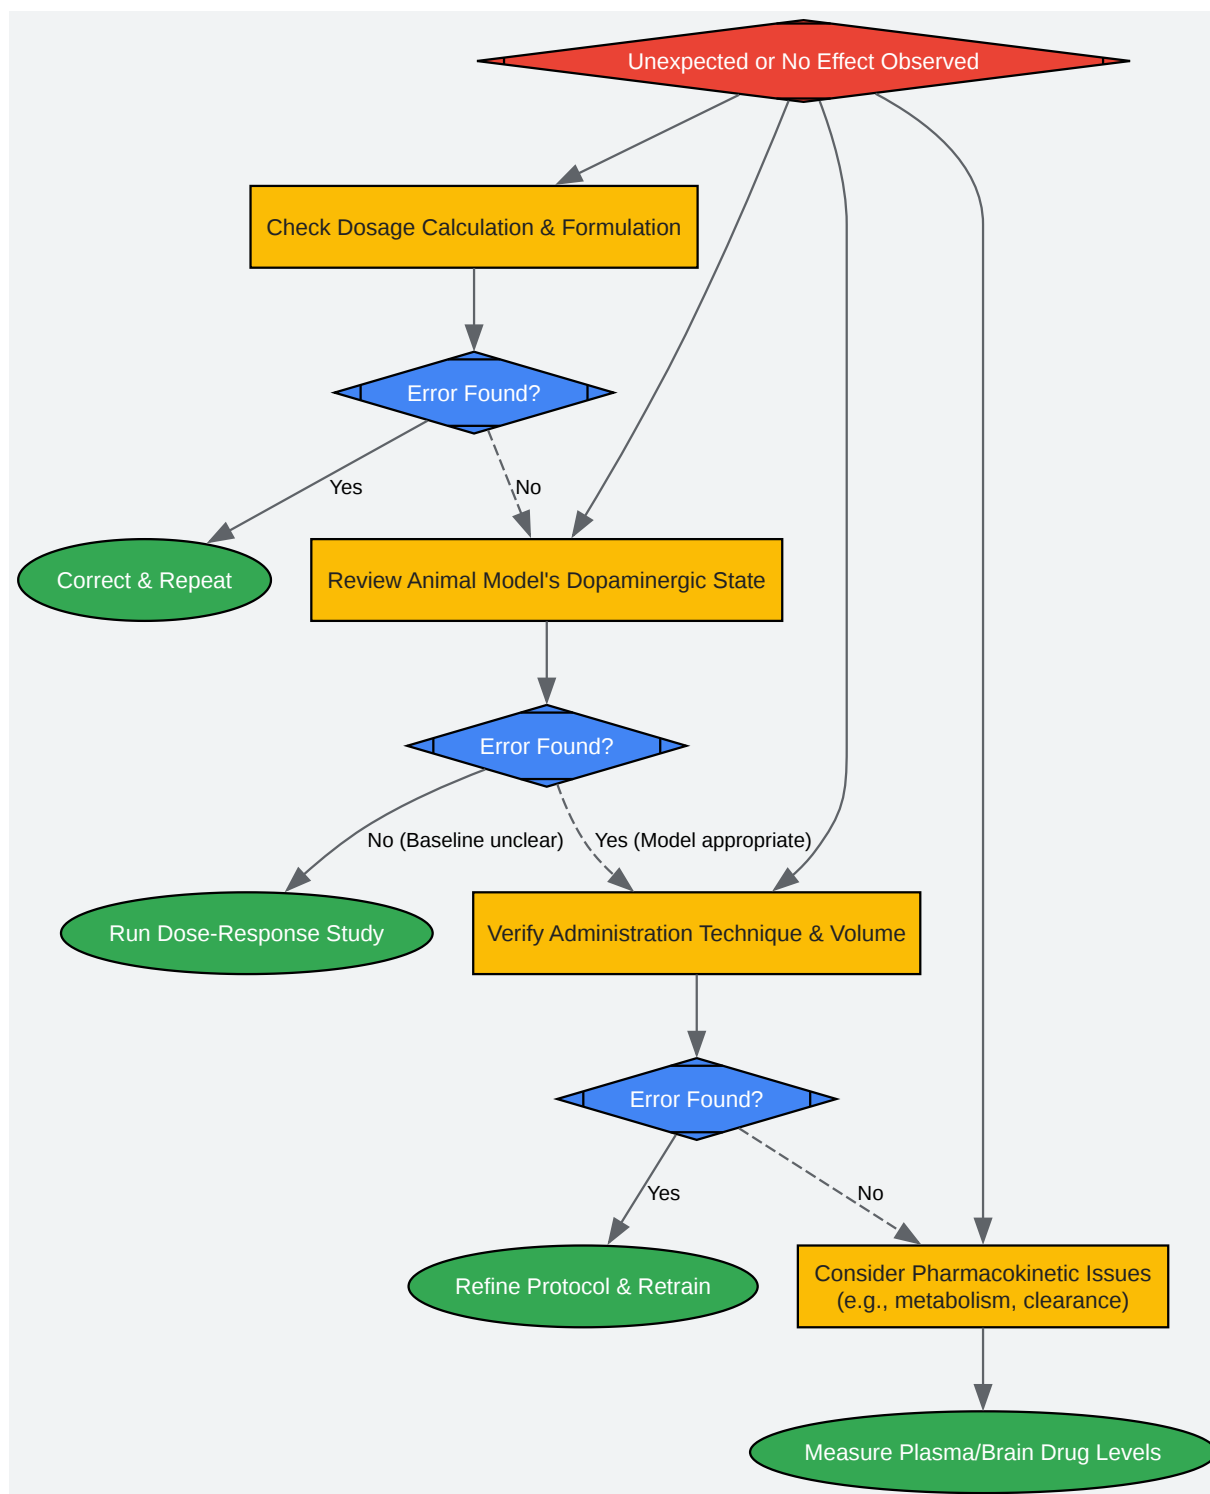 Unexpected or No Effect Observed
Check Dosage Calculation & Formulation
Error Found?
Yes
No
Correct & Repeat
Review Animal Model's Dopaminergic State
Error Found?
No (Baseline unclear)
Yes (Model appropriate)
Run Dose-Response Study
Verify Administration Technique & Volume
Error Found?
Yes
No
Refine Protocol & Retrain
Consider Pharmacokinetic Issues
(e.g., metabolism, clearance)
Measure Plasma/Brain Drug Levels